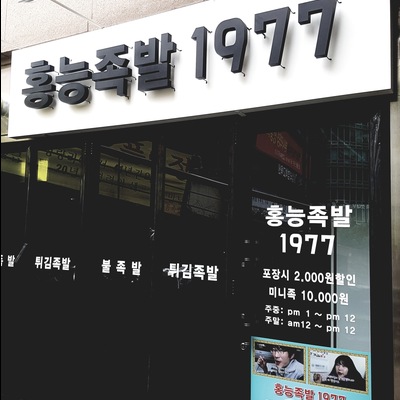 홍능족발 1977
홍능족발
1977
포장시 2.000원할인
미니족 10.000원
주중: pm 1 ~ pm 12
주말: am12 ~ pm 12
족발
튀김족발
불족발
튀김족발
홍능족발 1977